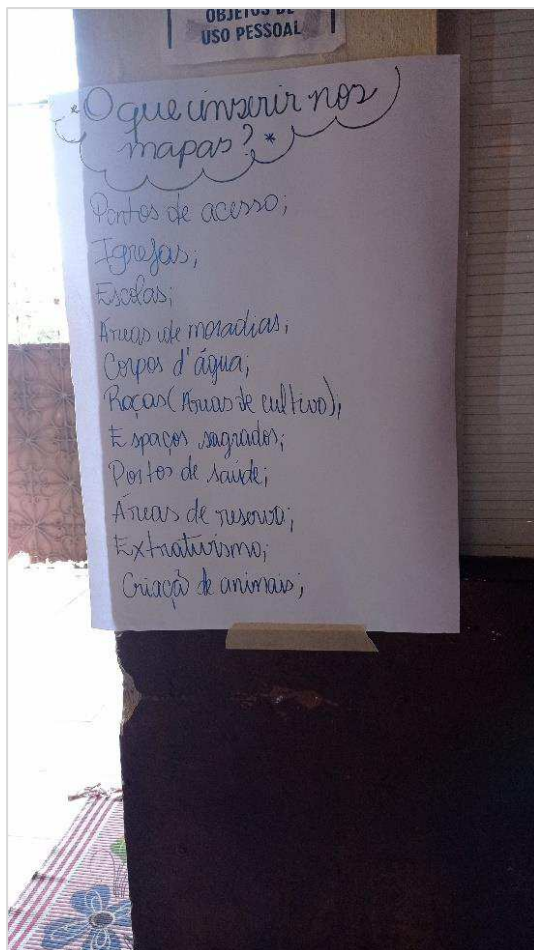 OBJETOS DE
USO PESSOAL
* O que inserir nos
mapas? *
Pontos de acesso;
Igrejas;
Escolas;
Áreas de moradias;
Corpos d'água;
Roças (Áreas de cultivo);
Espaços sagrados;
Postos de saúde;
Áreas de reserva;
Extrativismo;
Criação de animais;